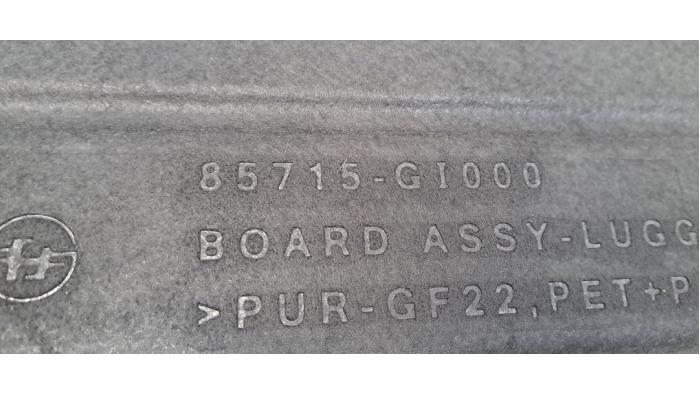 85715-GI000
BOARD ASSY-LUGG
>PUR-GF22,PET+P